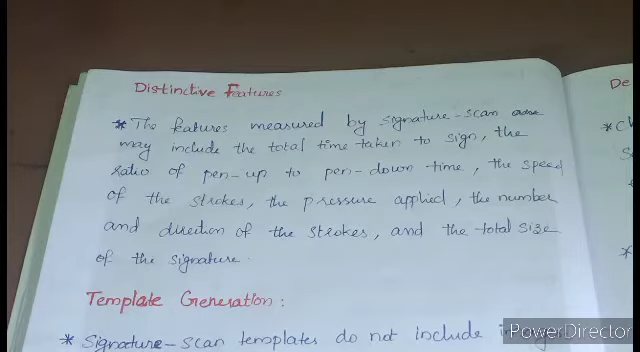 Distinctive Features
* The features measured by signature-scan
may include the total time taken to sign, the
ratio of pen-up to pen-down time, the speed
of the strokes, the pressure applied, the number
and direction of the strokes, and the total size
of the signature.
Template Generation:
* Signature-scan templates do not include
De
*
*
PowerDirector